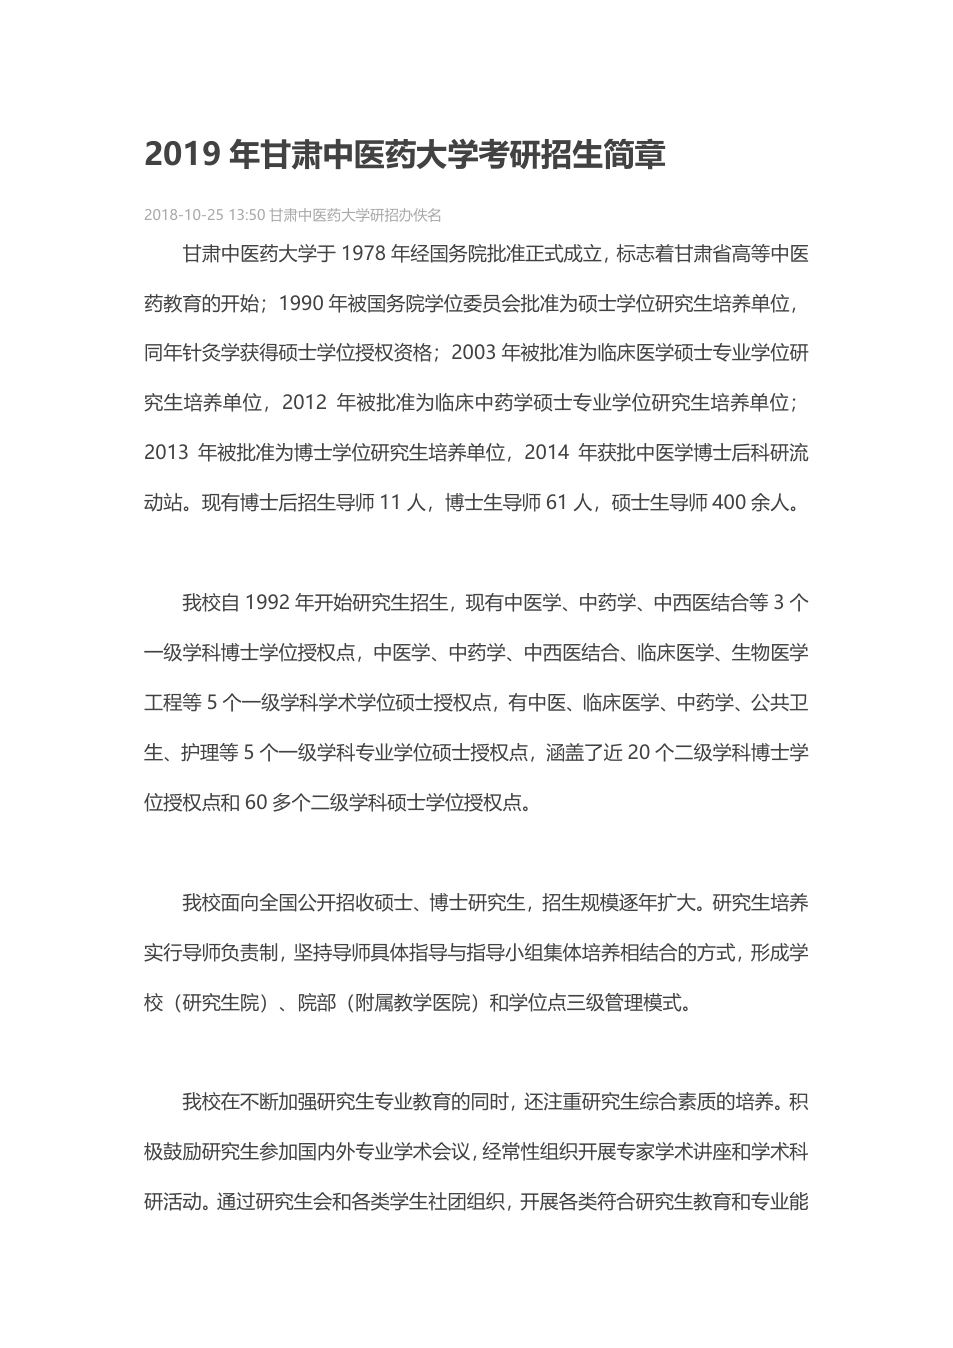 2019 年甘肃中医药大学考研招生简章
2018-10-25 13:50 甘肃中医药大学研招办佚名
甘肃中医药大学于 1978 年经国务院批准正式成立，标志着甘肃省高等中医
药教育的开始；1990 年被国务院学位委员会批准为硕士学位研究生培养单位，
同年针灸学获得硕士学位授权资格；2003 年被批准为临床医学硕士专业学位研
究生培养单位，2012 年被批准为临床中药学硕士专业学位研究生培养单位；
2013 年被批准为博士学位研究生培养单位，2014 年获批中医学博士后科研流
动站。现有博士后招生导师 11 人，博士生导师 61 人，硕士生导师 400 余人。
我校自 1992 年开始研究生招生，现有中医学、中药学、中西医结合等 3 个
一级学科博士学位授权点，中医学、中药学、中西医结合、临床医学、生物医学
工程等 5 个一级学科学术学位硕士授权点，有中医、临床医学、中药学、公共卫
生、护理等 5 个一级学科专业学位硕士授权点，涵盖了近 20 个二级学科博士学
位授权点和 60 多个二级学科硕士学位授权点。
我校面向全国公开招收硕士、博士研究生，招生规模逐年扩大。研究生培养
实行导师负责制，坚持导师具体指导与指导小组集体培养相结合的方式，形成学
校（研究生院）、院部（附属教学医院）和学位点三级管理模式。
我校在不断加强研究生专业教育的同时，还注重研究生综合素质的培养。积
极鼓励研究生参加国内外专业学术会议，经常性组织开展专家学术讲座和学术科
研活动。通过研究生会和各类学生社团组织，开展各类符合研究生教育和专业能